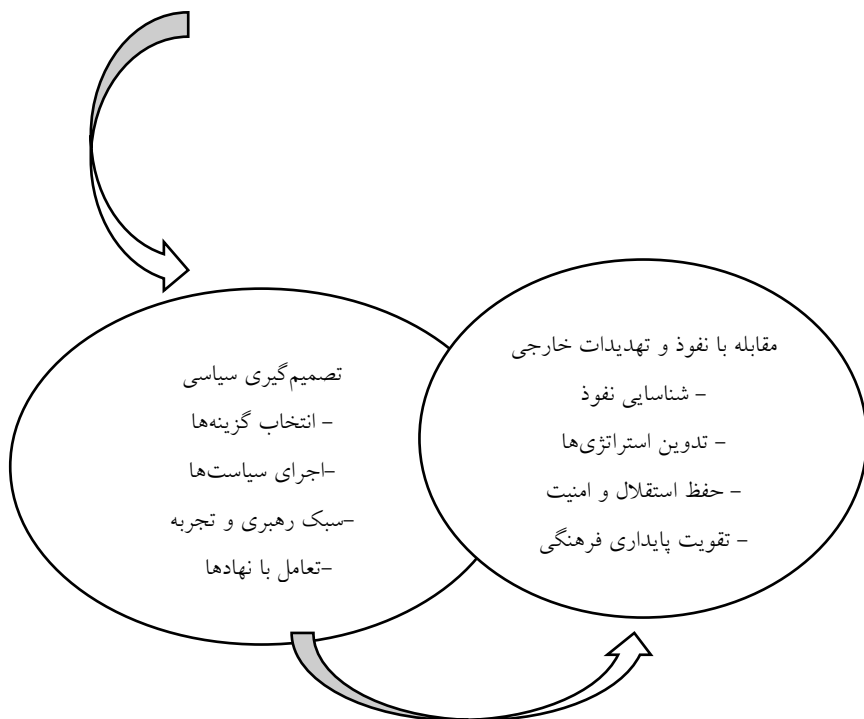 تصمیم‌گیری سیاسی
– انتخاب گزینه‌ها
–اجرای سیاست‌ها
–سبک رهبری و تجربه
–تعامل با نهادها
مقابله با نفوذ و تهدیدات خارجی
– شناسایی نفوذ
– تدوین استراتژی‌ها
– حفظ استقلال و امنیت
– تقویت پایداری فرهنگی